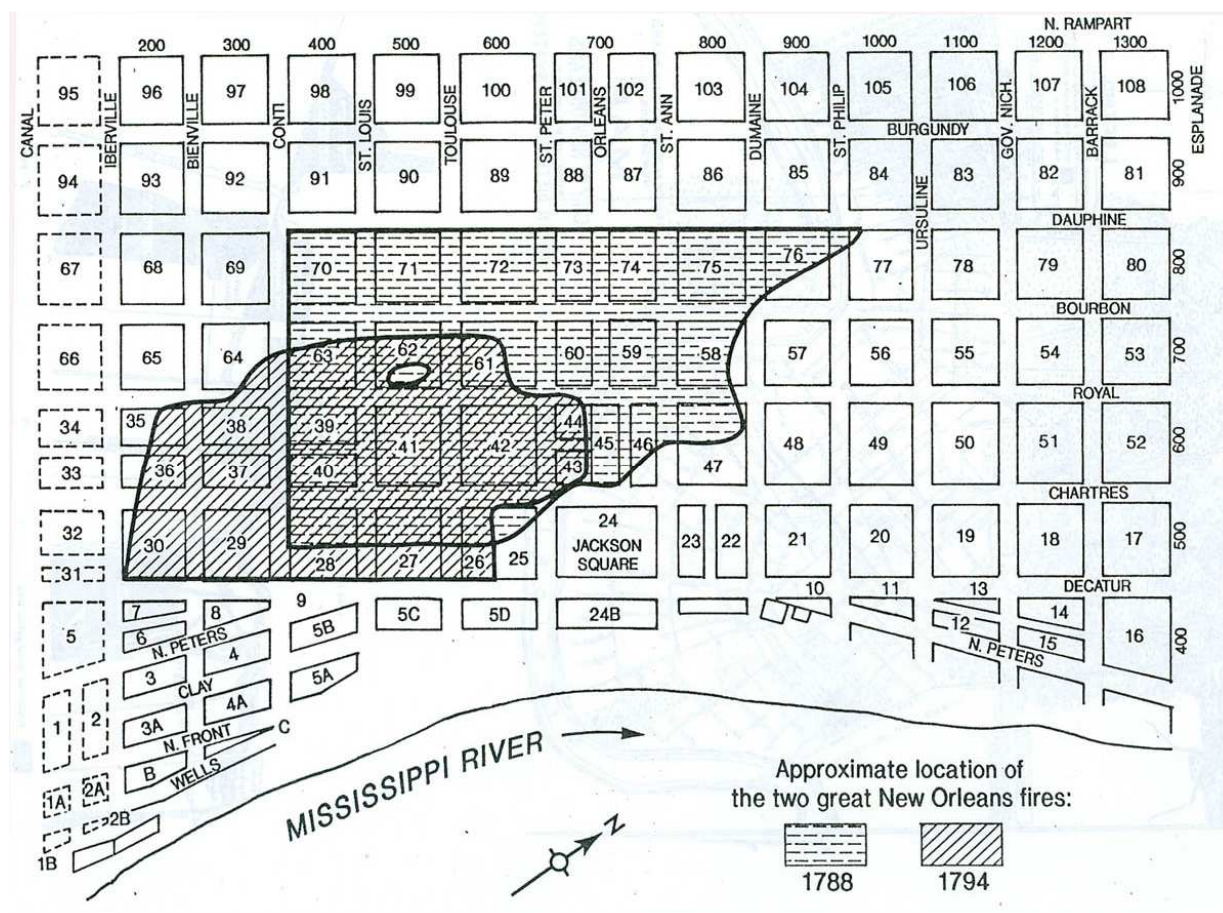 N. RAMPART
200 300 400 500 600 700 800 900 1000 1100 1200 1300
95 96 97 98 99 100 101 102 103 104 105 106 107 108 1000
CANAL IBERVILLE BIENVILLE CONTI ST. LOUIS TOULOUSE ST. PETER ORLEANS ST. ANN DUMAINE ST. PHILIP URSULINE GOV. NICH. BARRACK ESPLANADE
BURGUNDY
94 93 92 91 90 89 88 87 86 85 84 83 82 81 900
DAUPHINE
67 68 69 70 71 72 73 74 75 76 77 78 79 80 800
BOURBON
66 65 64 63 62 61 60 59 58 57 56 55 54 53 700
ROYAL
34 35 38 39 41 42 44 45 46 48 49 50 51 52 600
33 36 37 40 43 47
CHARTRES
32 30 29 28 27 26 25 24 23 22 21 20 19 18 17 500
JACKSON
SQUARE
31 10 11 13 DECATUR
5 7 8 9 5B 5C 5D 24B 12 14 16 400
6 N. PETERS 15
N. PETERS
3 4 5A
CLAY
1 2 3A 4A
N. FRONT C
B WELLS
1A 2A
2B
1B
MISSISSIPPI RIVER
N
Approximate location of
the two great New Orleans fires:
1788 1794